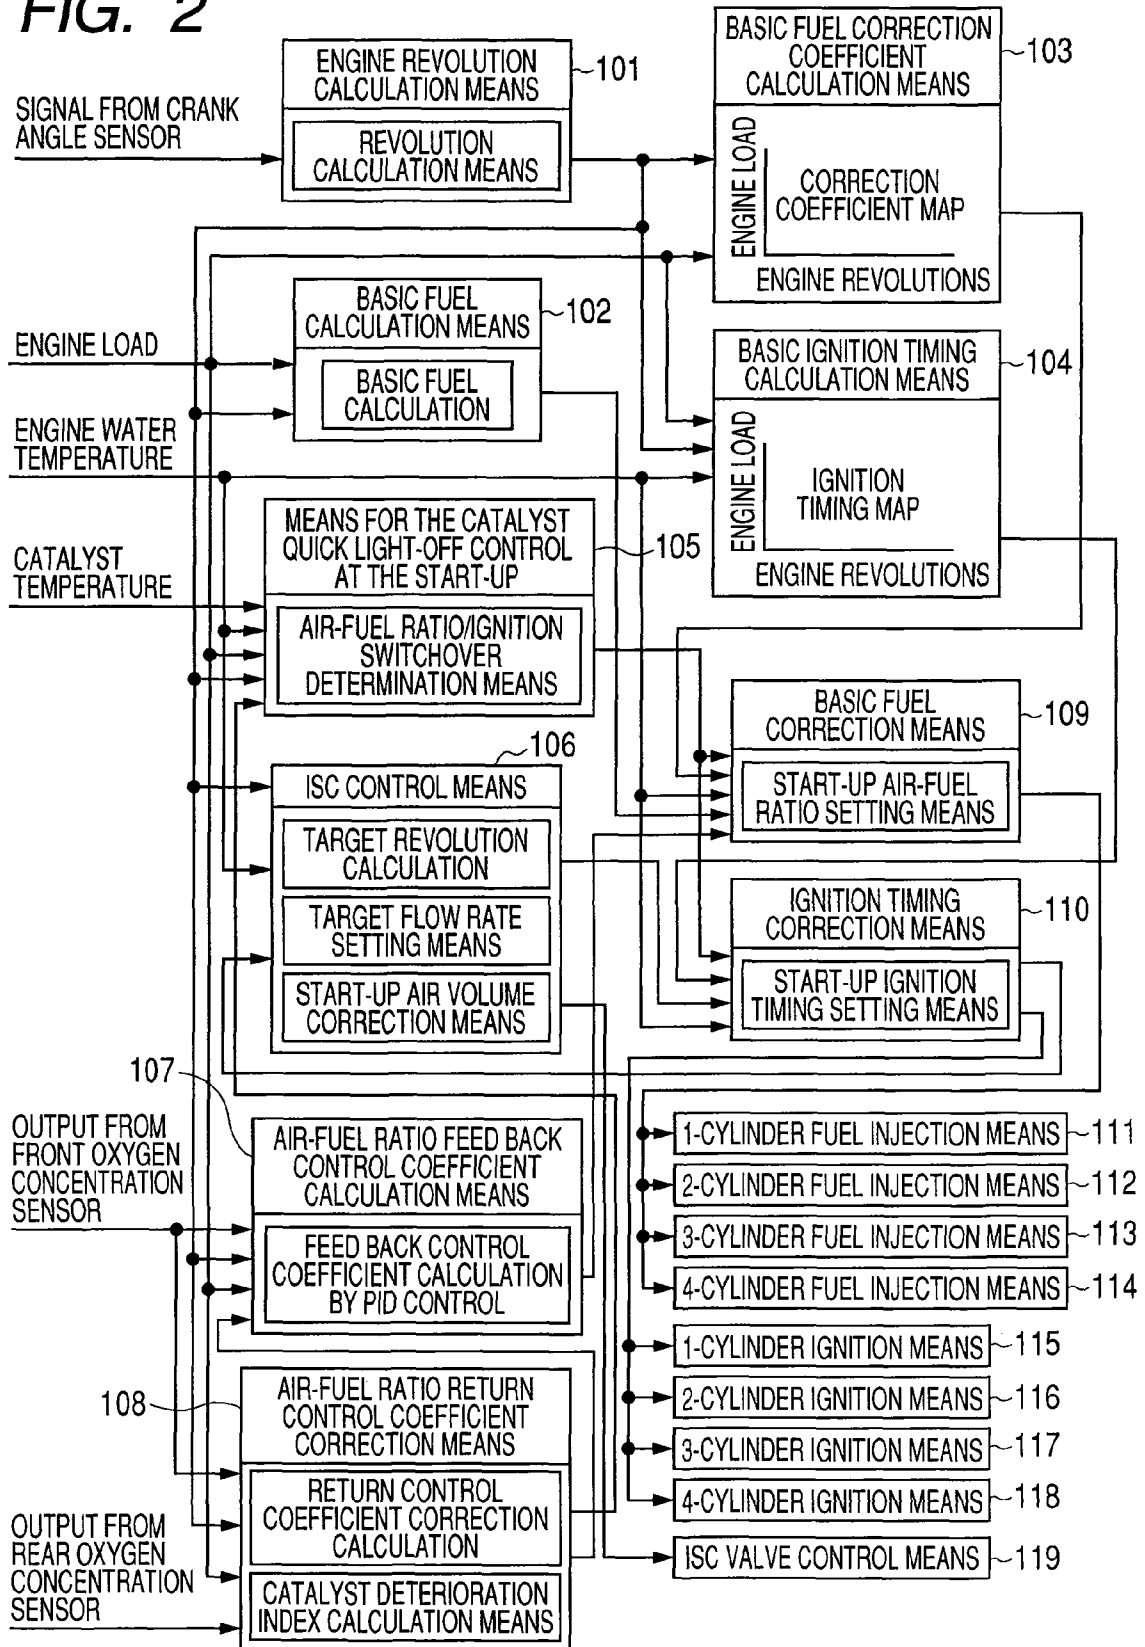 FIG. 2
ENGINE REVOLUTION
CALCULATION MEANS
101
REVOLUTION
CALCULATION MEANS
SIGNAL FROM CRANK
ANGLE SENSOR
BASIC FUEL CORRECTION
COEFFICIENT
CALCULATION MEANS
103
ENGINE LOAD
CORRECTION
COEFFICIENT MAP
ENGINE REVOLUTIONS
BASIC FUEL
CALCULATION MEANS
102
BASIC FUEL
CALCULATION
ENGINE LOAD
BASIC IGNITION TIMING
CALCULATION MEANS
104
ENGINE LOAD
IGNITION
TIMING MAP
ENGINE REVOLUTIONS
ENGINE WATER
TEMPERATURE
MEANS FOR THE CATALYST
QUICK LIGHT-OFF CONTROL
AT THE START-UP
105
CATALYST
TEMPERATURE
AIR-FUEL RATIO/IGNITION
SWITCHOVER
DETERMINATION MEANS
BASIC FUEL
CORRECTION MEANS
109
START-UP AIR-FUEL
RATIO SETTING MEANS
106
ISC CONTROL MEANS
TARGET REVOLUTION
CALCULATION
TARGET FLOW RATE
SETTING MEANS
START-UP AIR VOLUME
CORRECTION MEANS
IGNITION TIMING
CORRECTION MEANS
110
START-UP IGNITION
TIMING SETTING MEANS
107
OUTPUT FROM
FRONT OXYGEN
CONCENTRATION
SENSOR
AIR-FUEL RATIO FEED BACK
CONTROL COEFFICIENT
CALCULATION MEANS
FEED BACK CONTROL
COEFFICIENT CALCULATION
BY PID CONTROL
1-CYLINDER FUEL INJECTION MEANS
111
2-CYLINDER FUEL INJECTION MEANS
112
3-CYLINDER FUEL INJECTION MEANS
113
4-CYLINDER FUEL INJECTION MEANS
114
1-CYLINDER IGNITION MEANS
115
2-CYLINDER IGNITION MEANS
116
3-CYLINDER IGNITION MEANS
117
4-CYLINDER IGNITION MEANS
118
ISC VALVE CONTROL MEANS
119
108
AIR-FUEL RATIO RETURN
CONTROL COEFFICIENT
CORRECTION MEANS
RETURN CONTROL
COEFFICIENT CORRECTION
CALCULATION
CATALYST DETERIORATION
INDEX CALCULATION MEANS
OUTPUT FROM
REAR OXYGEN
CONCENTRATION
SENSOR